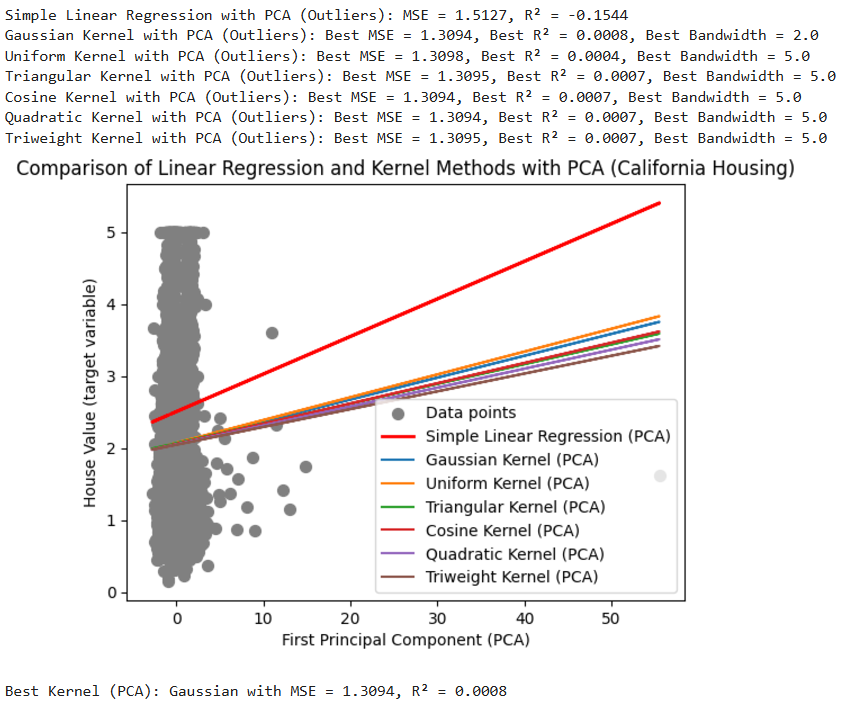 Simple Linear Regression with PCA (Outliers): MSE = 1.5127, R² = -0.1544
Gaussian Kernel with PCA (Outliers): Best MSE = 1.3094, Best R² = 0.0008, Best Bandwidth = 2.0
Uniform Kernel with PCA (Outliers): Best MSE = 1.3098, Best R² = 0.0004, Best Bandwidth = 5.0
Triangular Kernel with PCA (Outliers): Best MSE = 1.3095, Best R² = 0.0007, Best Bandwidth = 5.0
Cosine Kernel with PCA (Outliers): Best MSE = 1.3094, Best R² = 0.0007, Best Bandwidth = 5.0
Quadratic Kernel with PCA (Outliers): Best MSE = 1.3094, Best R² = 0.0007, Best Bandwidth = 5.0
Triweight Kernel with PCA (Outliers): Best MSE = 1.3095, Best R² = 0.0007, Best Bandwidth = 5.0
Comparison of Linear Regression and Kernel Methods with PCA (California Housing)
House Value (target variable)
5
4
3
2
1
0
Data points
Simple Linear Regression (PCA)
Gaussian Kernel (PCA)
Uniform Kernel (PCA)
Triangular Kernel (PCA)
Cosine Kernel (PCA)
Quadratic Kernel (PCA)
Triweight Kernel (PCA)
0 10 20 30 40 50
First Principal Component (PCA)
Best Kernel (PCA): Gaussian with MSE = 1.3094, R² = 0.0008